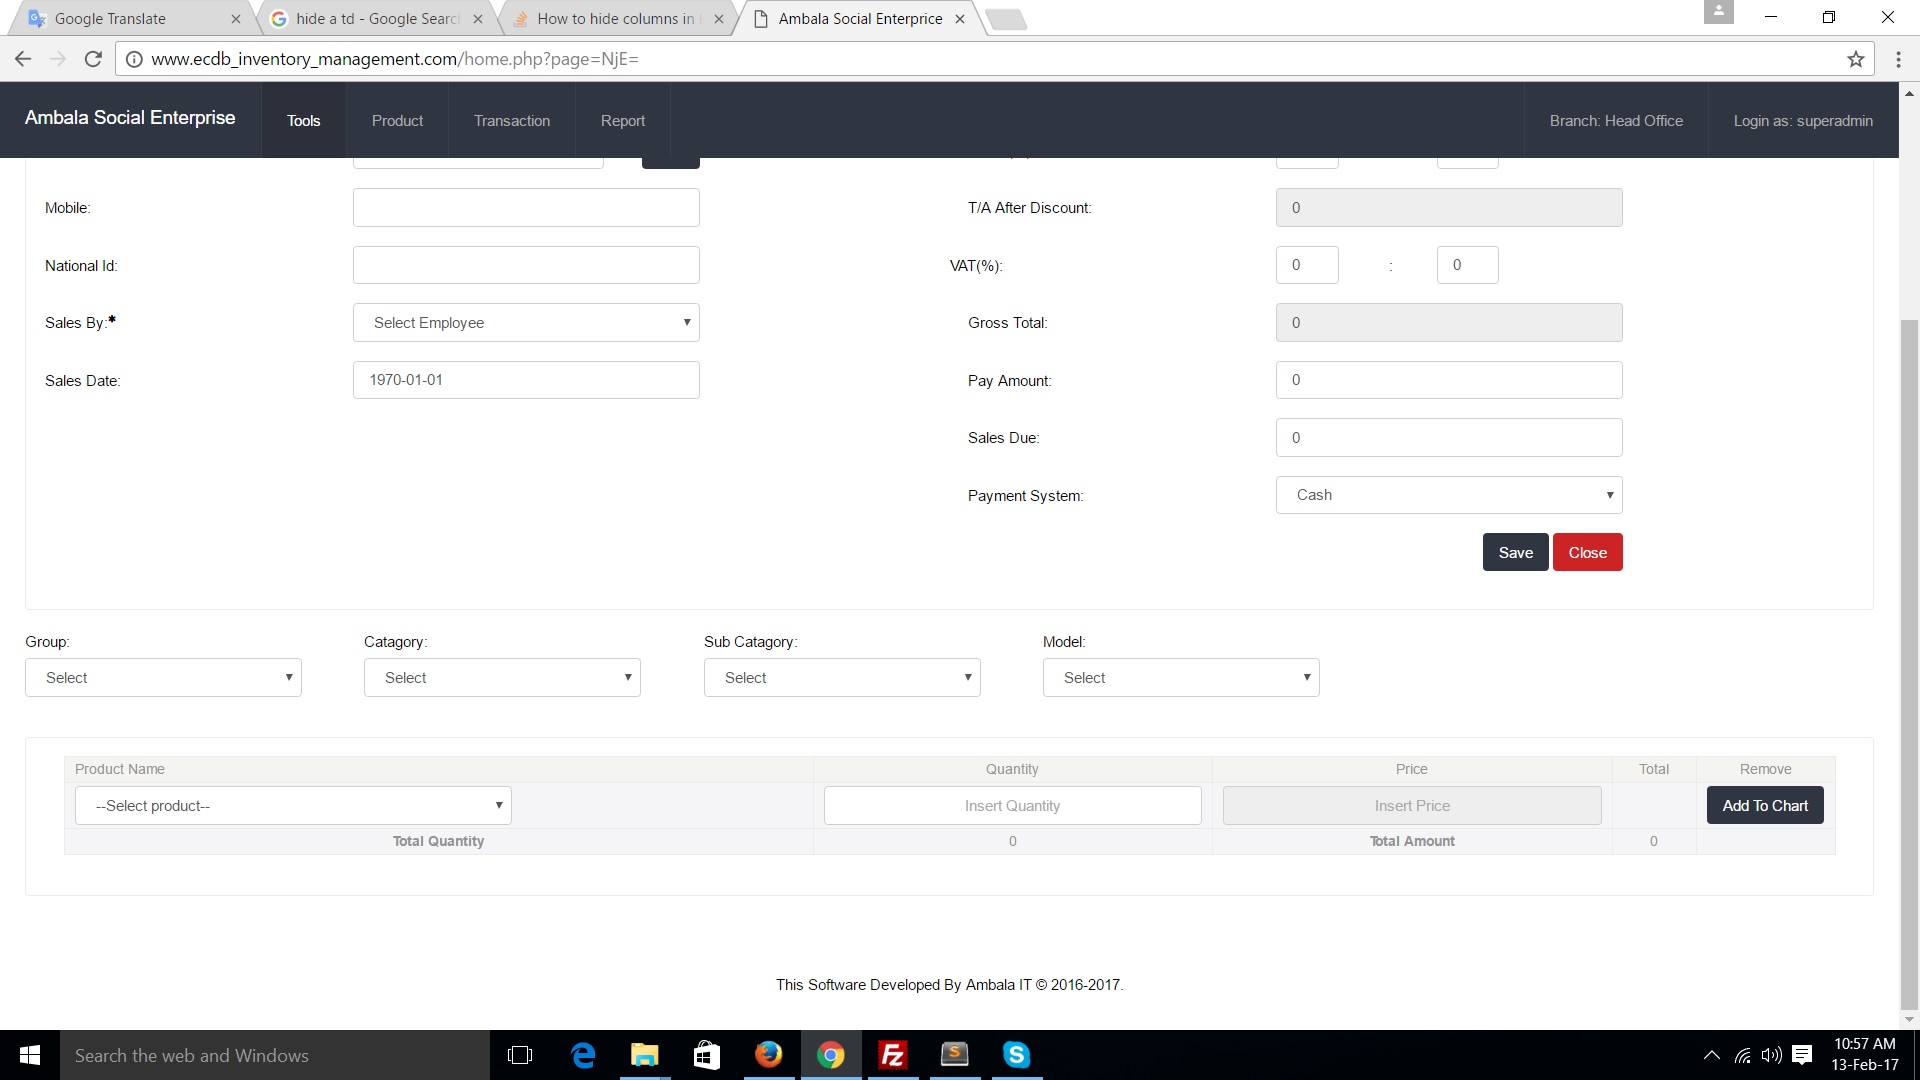 Google Translate
hide a td - Google Searc
How to hide columns in
Ambala Social Enterprice
www.ecdb_inventory_management.com/home.php?page=NjE=
Ambala Social Enterprise Tools Product Transaction Report Branch: Head Office Login as: superadmin
Mobile: T/A After Discount: 0
National Id: VAT(%): 0 : 0
Sales By:* Select Employee Gross Total: 0
Sales Date: 1970-01-01 Pay Amount: 0
Sales Due: 0
Payment System: Cash
Save Close
Group: Catagory: Sub Catagory: Model:
Select Select Select Select
Product Name Quantity Price Total Remove
--Select product-- Insert Quantity Insert Price Add To Chart
Total Quantity 0 Total Amount 0
This Software Developed By Ambala IT © 2016-2017.
Search the web and Windows
10:57 AM
13-Feb-17